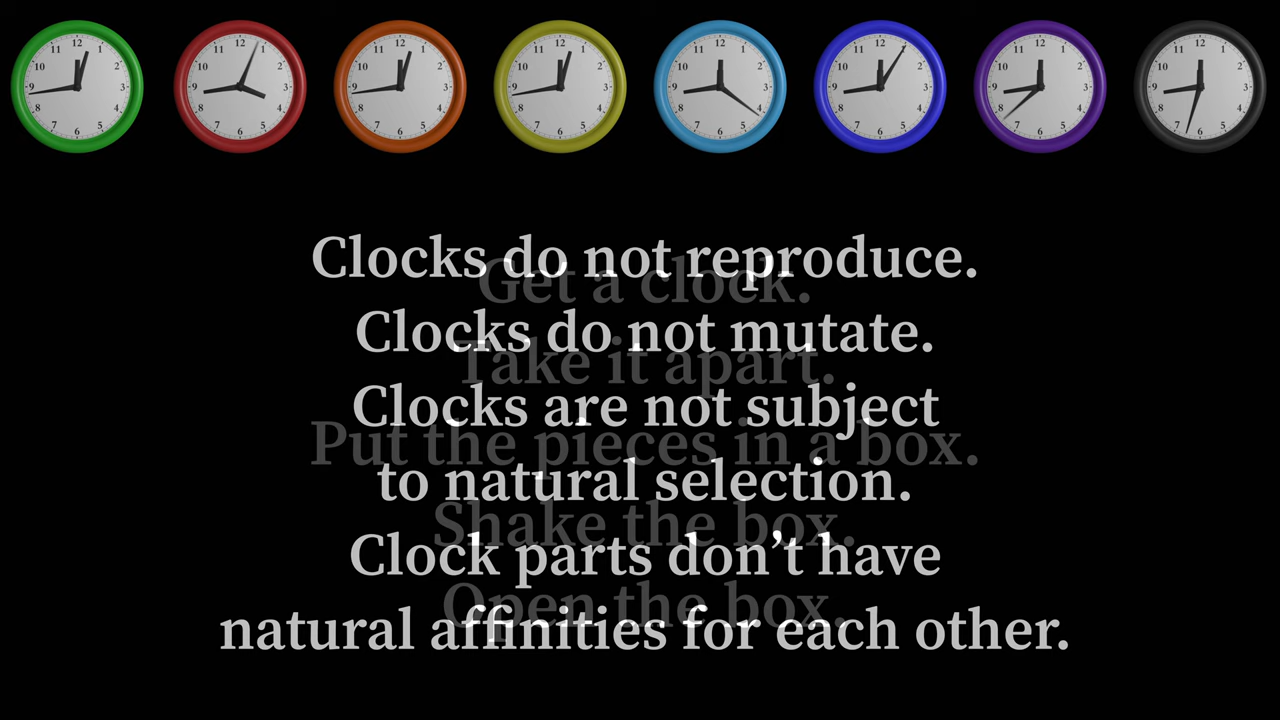 Clocks do not reproduce.
Get a clock.
Clocks do not mutate.
Take it apart.
Clocks are not subject
Put the pieces in a box.
to natural selection.
Shake the box.
Clock parts don't have
Open the box.
natural affinities for each other.